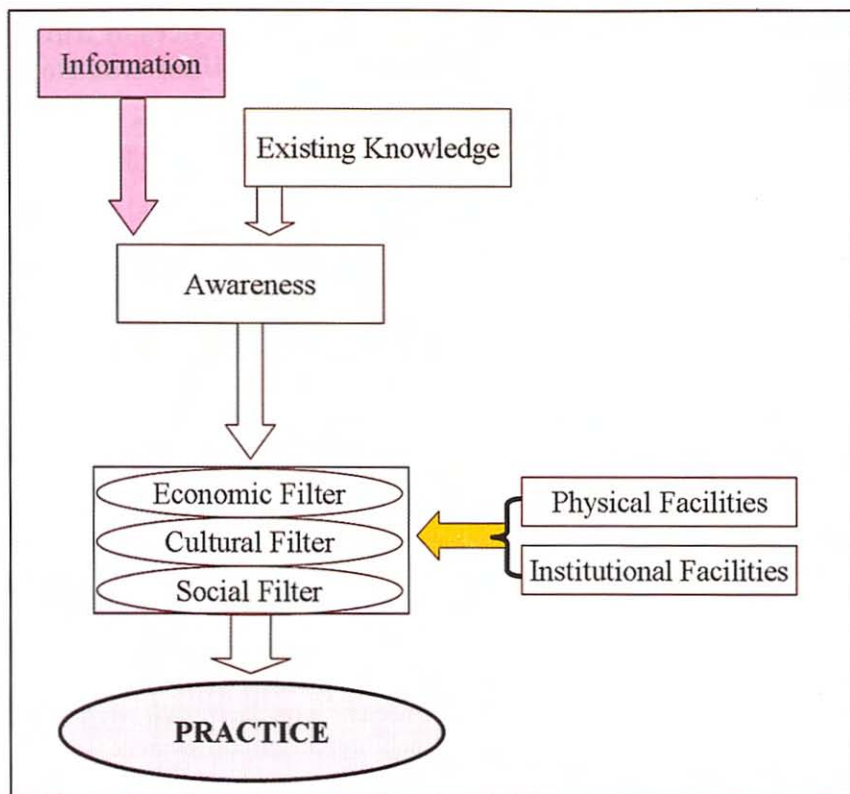 Information
Existing Knowledge
Awareness
Economic Filter
Cultural Filter
Social Filter
Physical Facilities
Institutional Facilities
PRACTICE